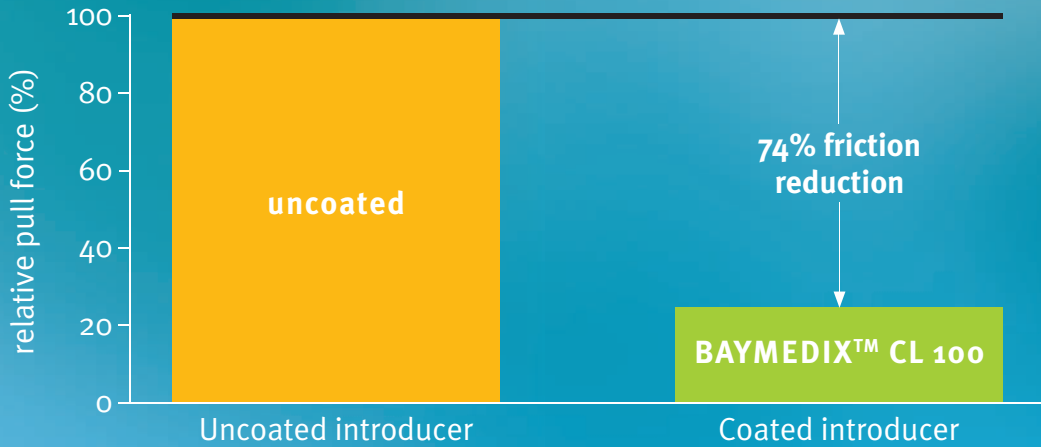 relative pull force (%)
100
80
60
40
20
0
uncoated
74% friction
reduction
BAYMEDIX™ CL 100
Uncoated introducer
Coated introducer